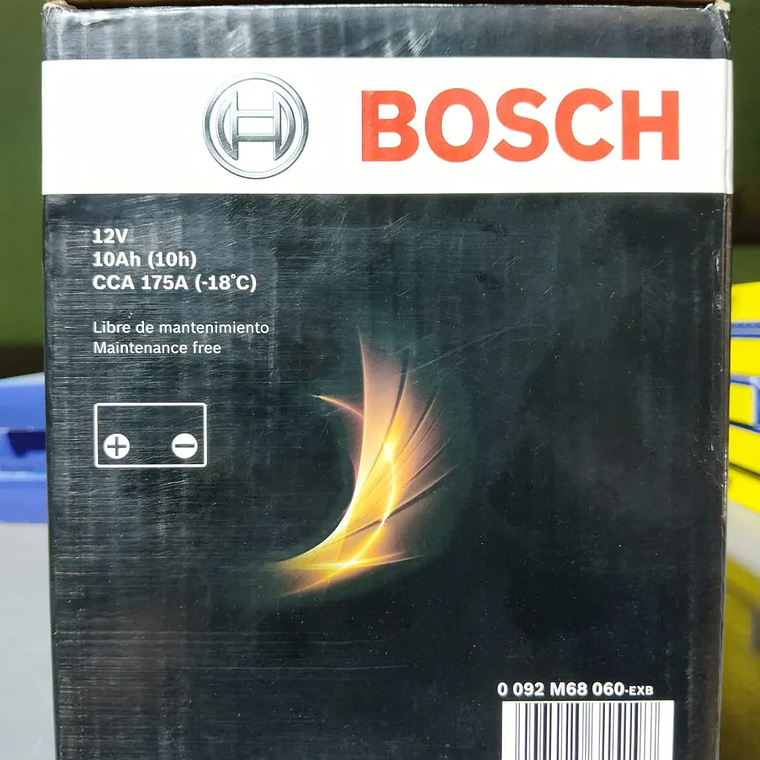 BOSCH
12V
10Ah (10h)
CCA 175A (-18°C)
Libre de mantenimiento
Maintenance free
+ −
0 092 M68 060-EXB